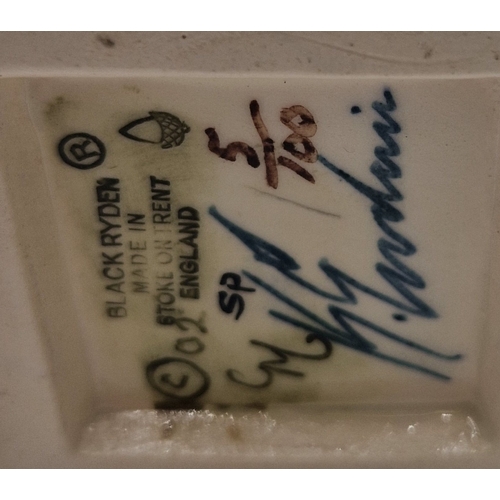 ®
BLACK RYDEN
MADE IN
STOKE ON TRENT
ENGLAND
© 02
SP
5/100